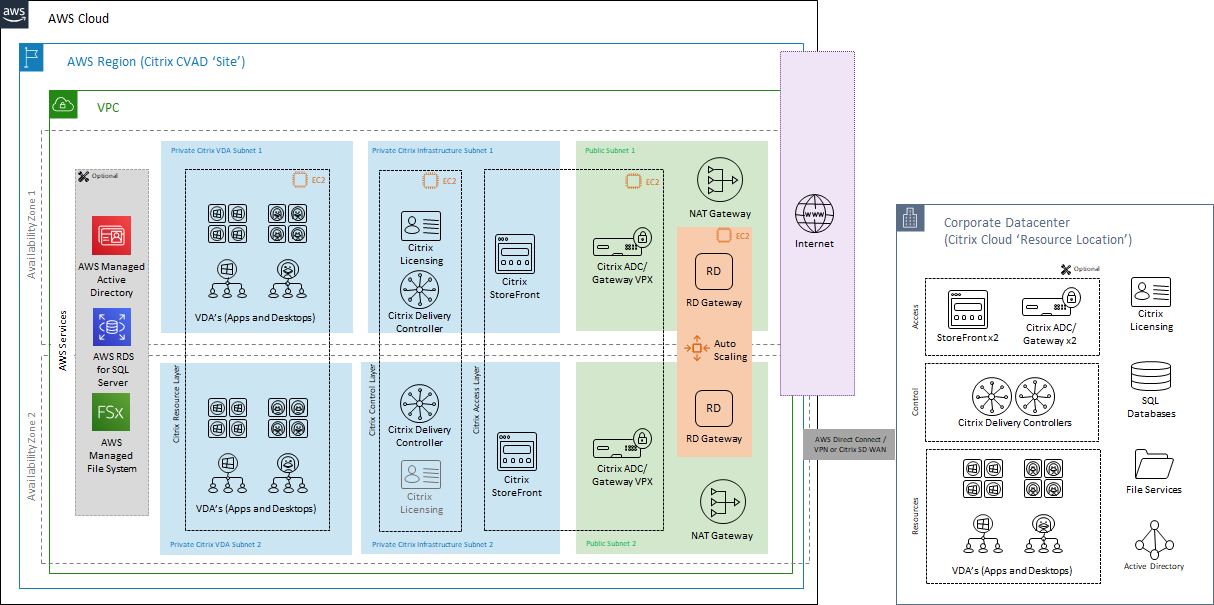 aws
AWS Cloud
AWS Region (Citrix CVAD ‘Site’)
VPC
Availability Zone 1
Availability Zone 2
AWS Services
Optional
AWS Managed
Active
Directory
AWS RDS
for SQL
Server
FSx
AWS
Managed
File System
Private Citrix VDA Subnet 1
EC2
VDA's (Apps and Desktops)
Citrix Resource Layer
VDA's (Apps and Desktops)
Private Citrix VDA Subnet 2
Private Citrix Infrastructure Subnet 1
EC2
Citrix
Licensing
Citrix Delivery
Controller
Citrix
StoreFront
Citrix Control Layer
Citrix Access Layer
Citrix Delivery
Controller
Citrix
Licensing
Citrix
StoreFront
Private Citrix Infrastructure Subnet 2
Public Subnet 1
EC2
Citrix ADC/
Gateway VPX
NAT Gateway
EC2
RD
RD Gateway
Auto
Scaling
RD
RD Gateway
Citrix ADC/
Gateway VPX
NAT Gateway
Public Subnet 2
WWW
Internet
AWS Direct Connect /
VPN or Citrix SD-WAN
Corporate Datacenter
(Citrix Cloud ‘Resource Location’)
Optional
Access
StoreFront x2
Citrix ADC/
Gateway x2
Control
Citrix Delivery Controllers
Resources
VDA's (Apps and Desktops)
Citrix
Licensing
SQL
Databases
File Services
Active Directory